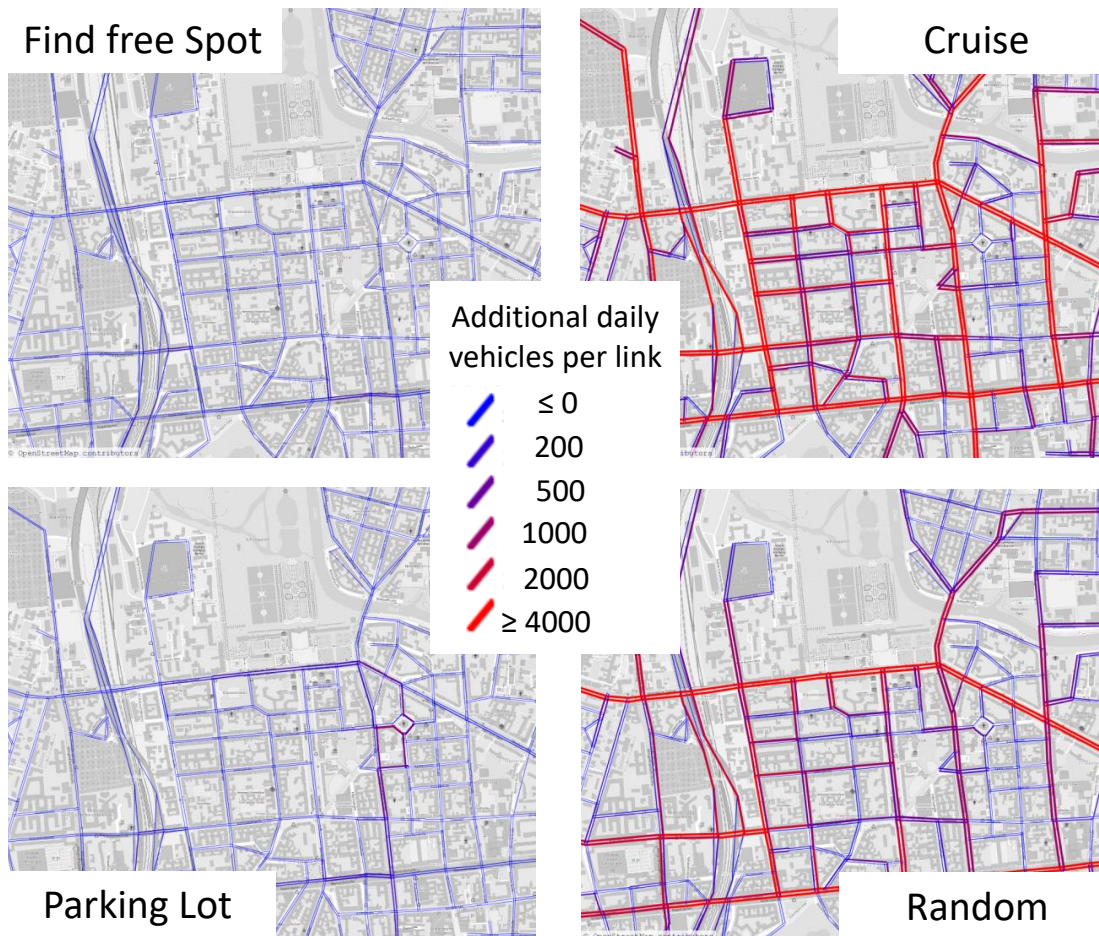 Find free Spot
Cruise
Additional daily
vehicles per link
≤ 0
200
500
1000
2000
≥ 4000
© OpenStreetMap contributors
Parking Lot
Random